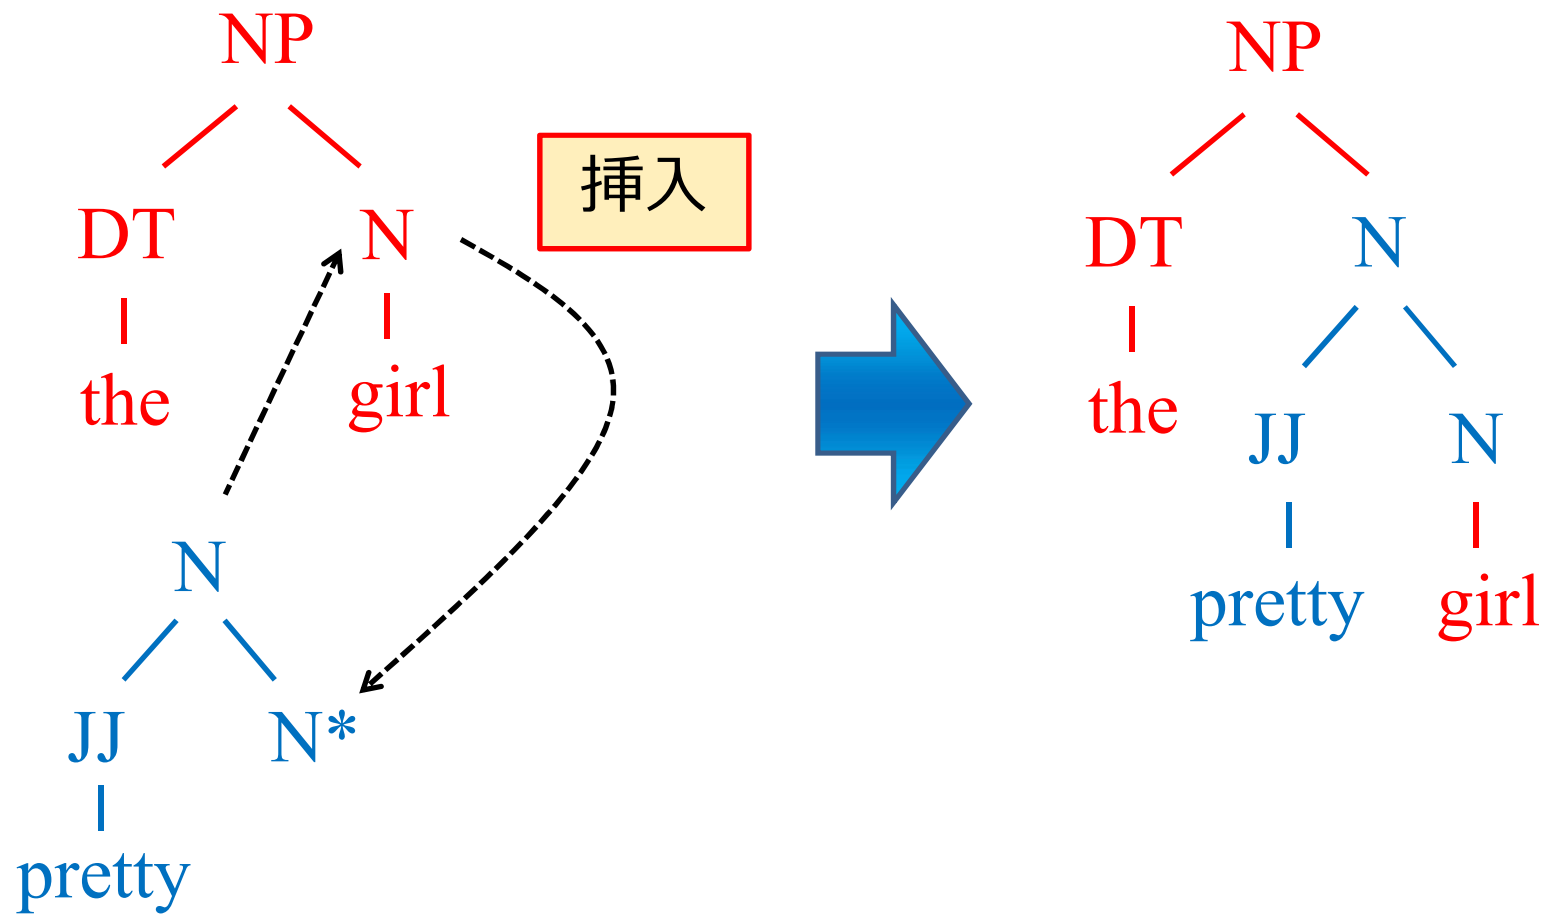 NP
DT N
the girl
挿入
N
JJ N*
pretty
NP
DT N
the JJ N
pretty girl